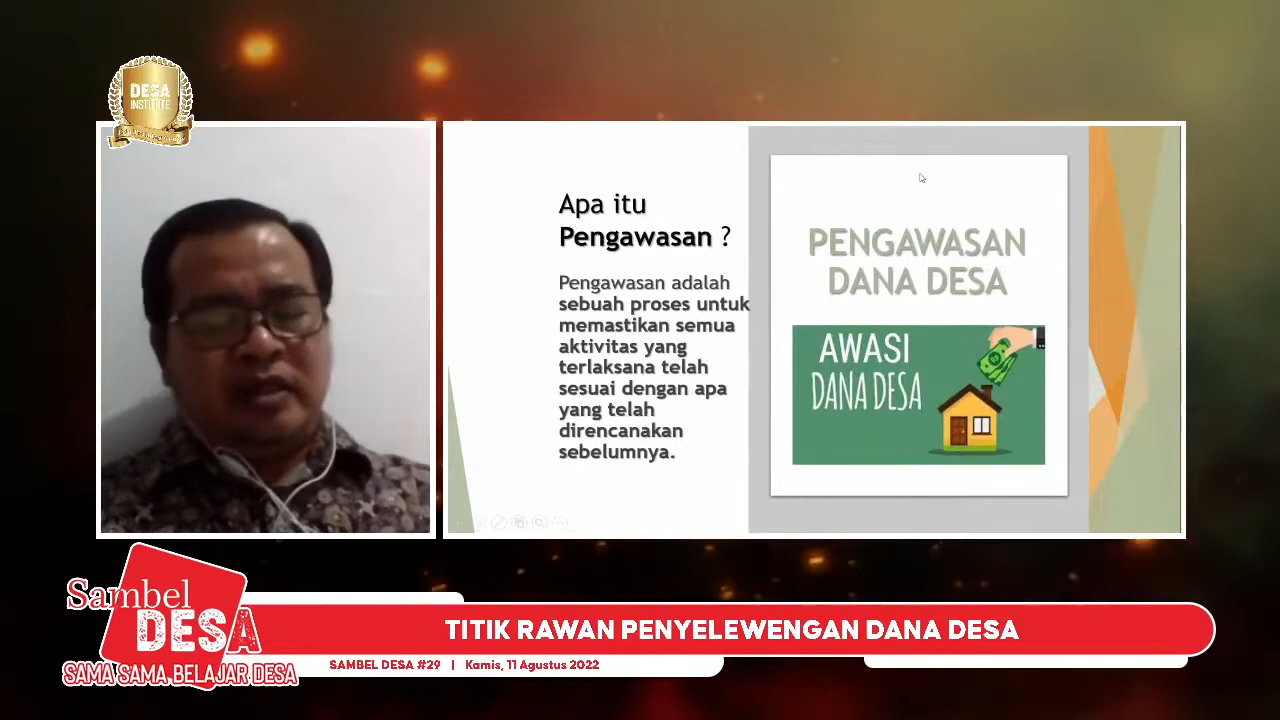 DESA
INSTITUTE
Apa itu
Pengawasan ?
Pengawasan adalah
sebuah proses untuk
memastikan semua
aktivitas yang
terlaksana telah
sesuai dengan apa
yang telah
direncanakan
sebelumnya.
PENGAWASAN
DANA DESA
AWASI
DANA DESA
Sambel
DESA
SAMA SAMA BELAJAR DESA
TITIK RAWAN PENYELEWENGAN DANA DESA
SAMBEL DESA #29 | Kamis, 11 Agustus 2022